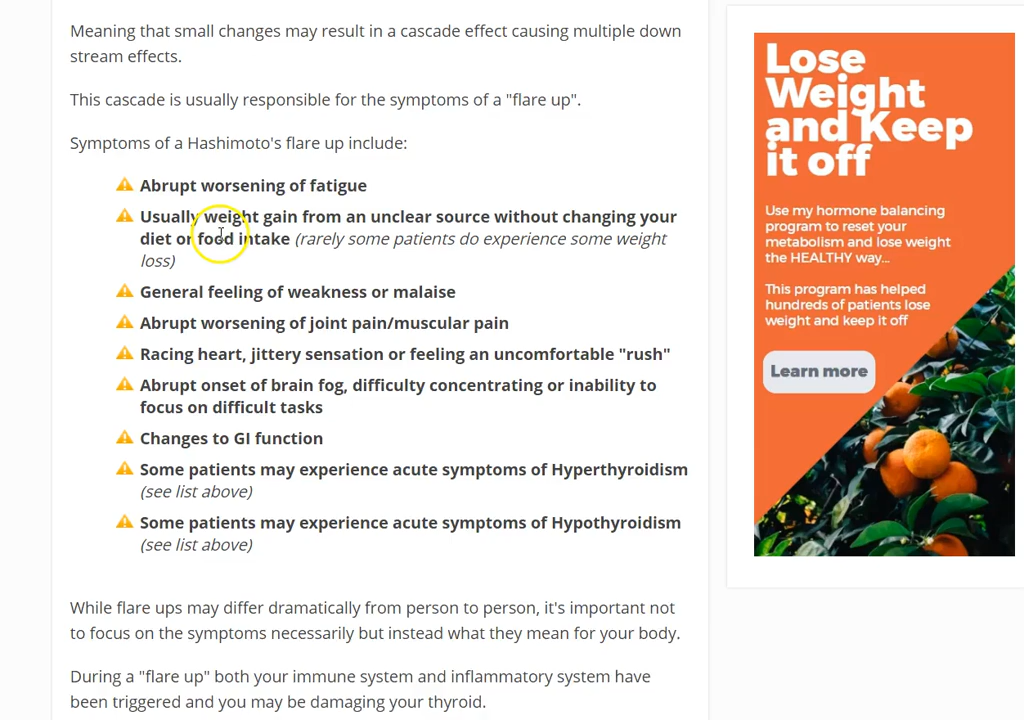 Meaning that small changes may result in a cascade effect causing multiple down
stream effects.
This cascade is usually responsible for the symptoms of a "flare up".
Symptoms of a Hashimoto's flare up include:
Abrupt worsening of fatigue
Usually weight gain from an unclear source without changing your
diet or food intake (rarely some patients do experience some weight
loss)
General feeling of weakness or malaise
Abrupt worsening of joint pain/muscular pain
Racing heart, jittery sensation or feeling an uncomfortable "rush"
Abrupt onset of brain fog, difficulty concentrating or inability to
focus on difficult tasks
Changes to GI function
Some patients may experience acute symptoms of Hyperthyroidism
(see list above)
Some patients may experience acute symptoms of Hypothyroidism
(see list above)
While flare ups may differ dramatically from person to person, it's important not
to focus on the symptoms necessarily but instead what they mean for your body.
During a "flare up" both your immune system and inflammatory system have
been triggered and you may be damaging your thyroid.
Lose
Weight
and Keep
it off
Use my hormone balancing
program to reset your
metabolism and lose weight
the HEALTHY way...
This program has helped
hundreds of patients lose
weight and keep it off
Learn more